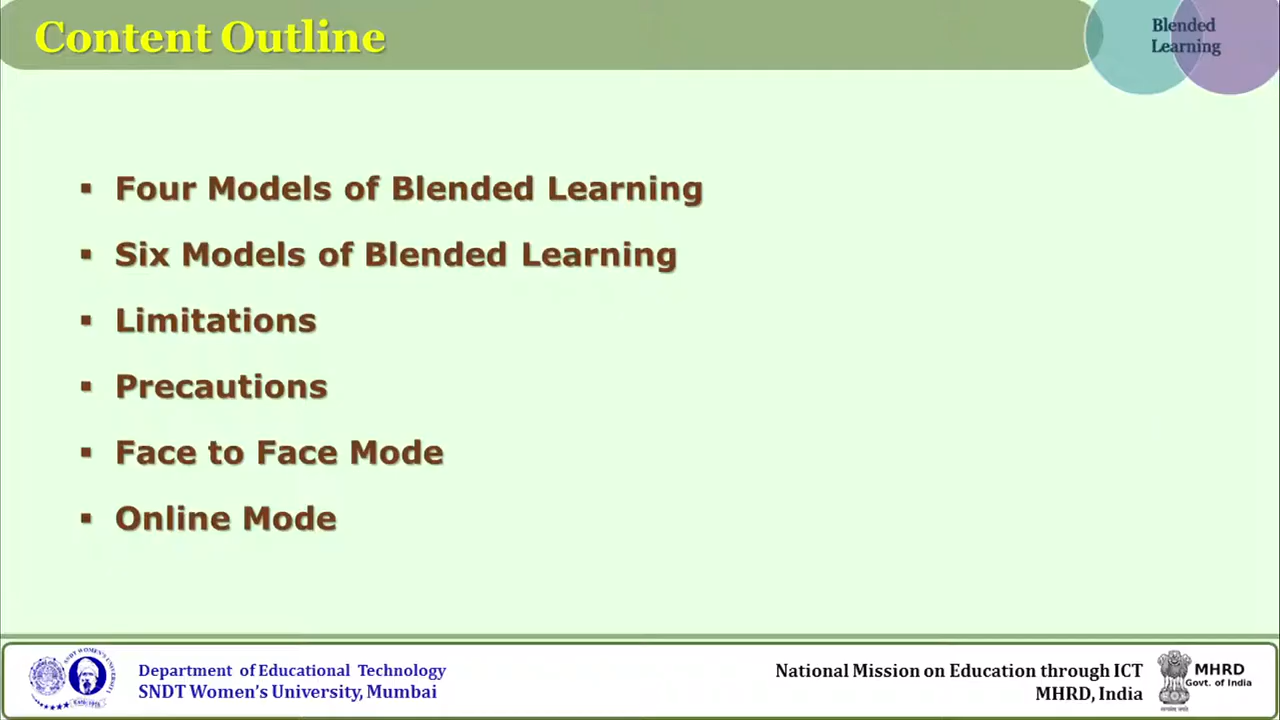 Content Outline
Blended
Learning
▪ Four Models of Blended Learning
▪ Six Models of Blended Learning
▪ Limitations
▪ Precautions
▪ Face to Face Mode
▪ Online Mode
Department of Educational Technology
SNDT Women's University, Mumbai
National Mission on Education through ICT
MHRD, India
MHRD
Govt. of India